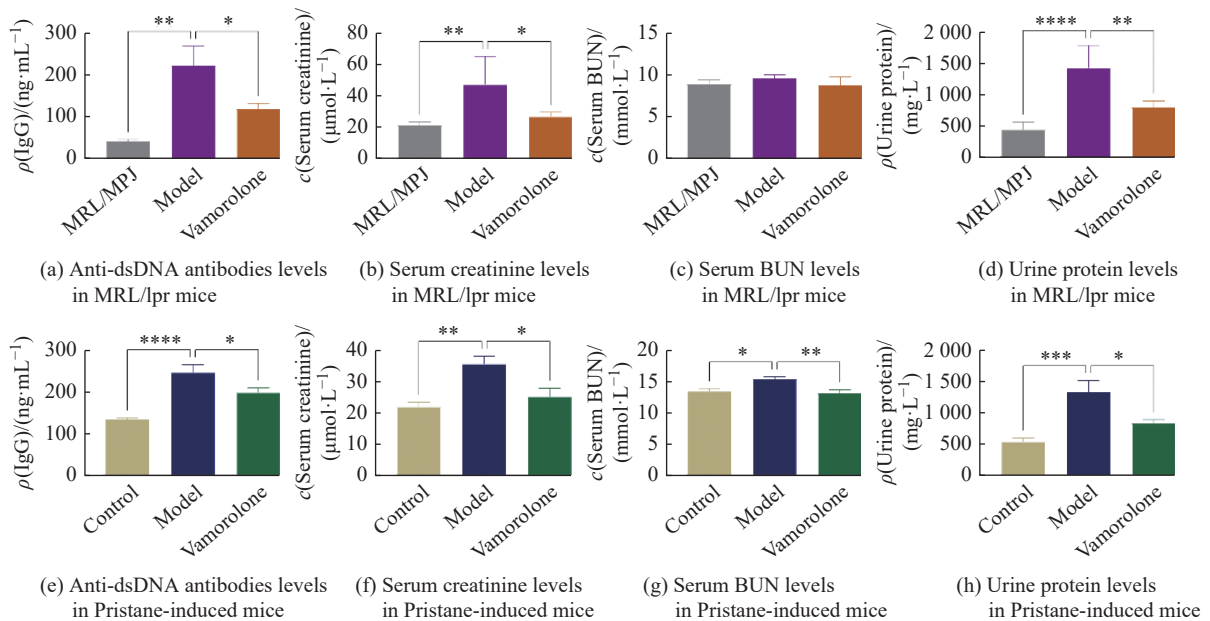 ρ(IgG)/(ng·mL⁻¹)
300
200
100
0
**
*
MRL/MPJ
Model
Vamorolone
(a) Anti-dsDNA antibodies levels
in MRL/lpr mice
c(Serum creatinine)/
(μmol·L⁻¹)
80
60
40
20
0
**
*
MRL/MPJ
Model
Vamorolone
(b) Serum creatinine levels
in MRL/lpr mice
c(Serum BUN)/
(mmol·L⁻¹)
15
10
5
0
MRL/MPJ
Model
Vamorolone
(c) Serum BUN levels
in MRL/lpr mice
ρ(Urine protein)/
(mg·L⁻¹)
2 000
1 500
1 000
500
0
****
**
MRL/MPJ
Model
Vamorolone
(d) Urine protein levels
in MRL/lpr mice
ρ(IgG)/(ng·mL⁻¹)
300
200
100
0
****
*
Control
Model
Vamorolone
(e) Anti-dsDNA antibodies levels
in Pristane-induced mice
c(Serum creatinine)/
(μmol·L⁻¹)
40
30
20
10
0
**
*
Control
Model
Vamorolone
(f) Serum creatinine levels
in Pristane-induced mice
c(Serum BUN)/
(mmol·L⁻¹)
20
15
10
5
0
*
**
Control
Model
Vamorolone
(g) Serum BUN levels
in Pristane-induced mice
ρ(Urine protein)/
(mg·L⁻¹)
2 000
1 500
1 000
500
0
***
*
Control
Model
Vamorolone
(h) Urine protein levels
in Pristane-induced mice